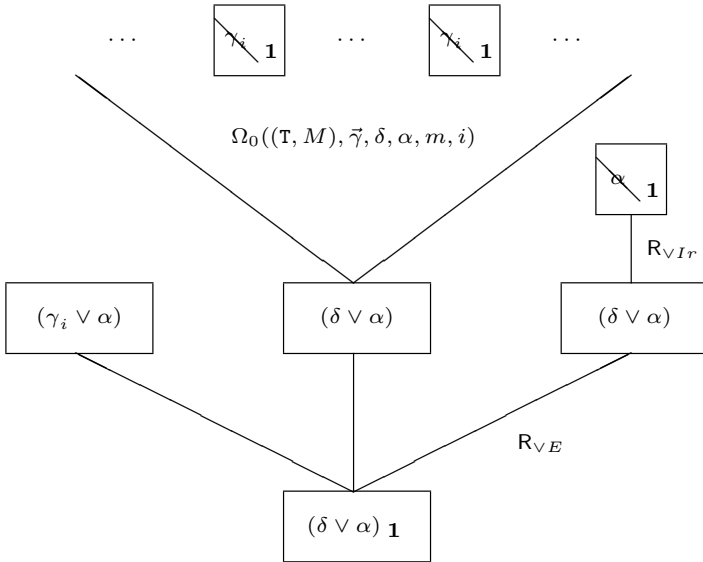 ... γᵢ 1 ... γᵢ 1 ...
Ω₀((T, M), γ⃗, δ, α, m, i)
α 1
R∨Ir
(γᵢ ∨ α) (δ ∨ α) (δ ∨ α)
R∨E
(δ ∨ α) 1